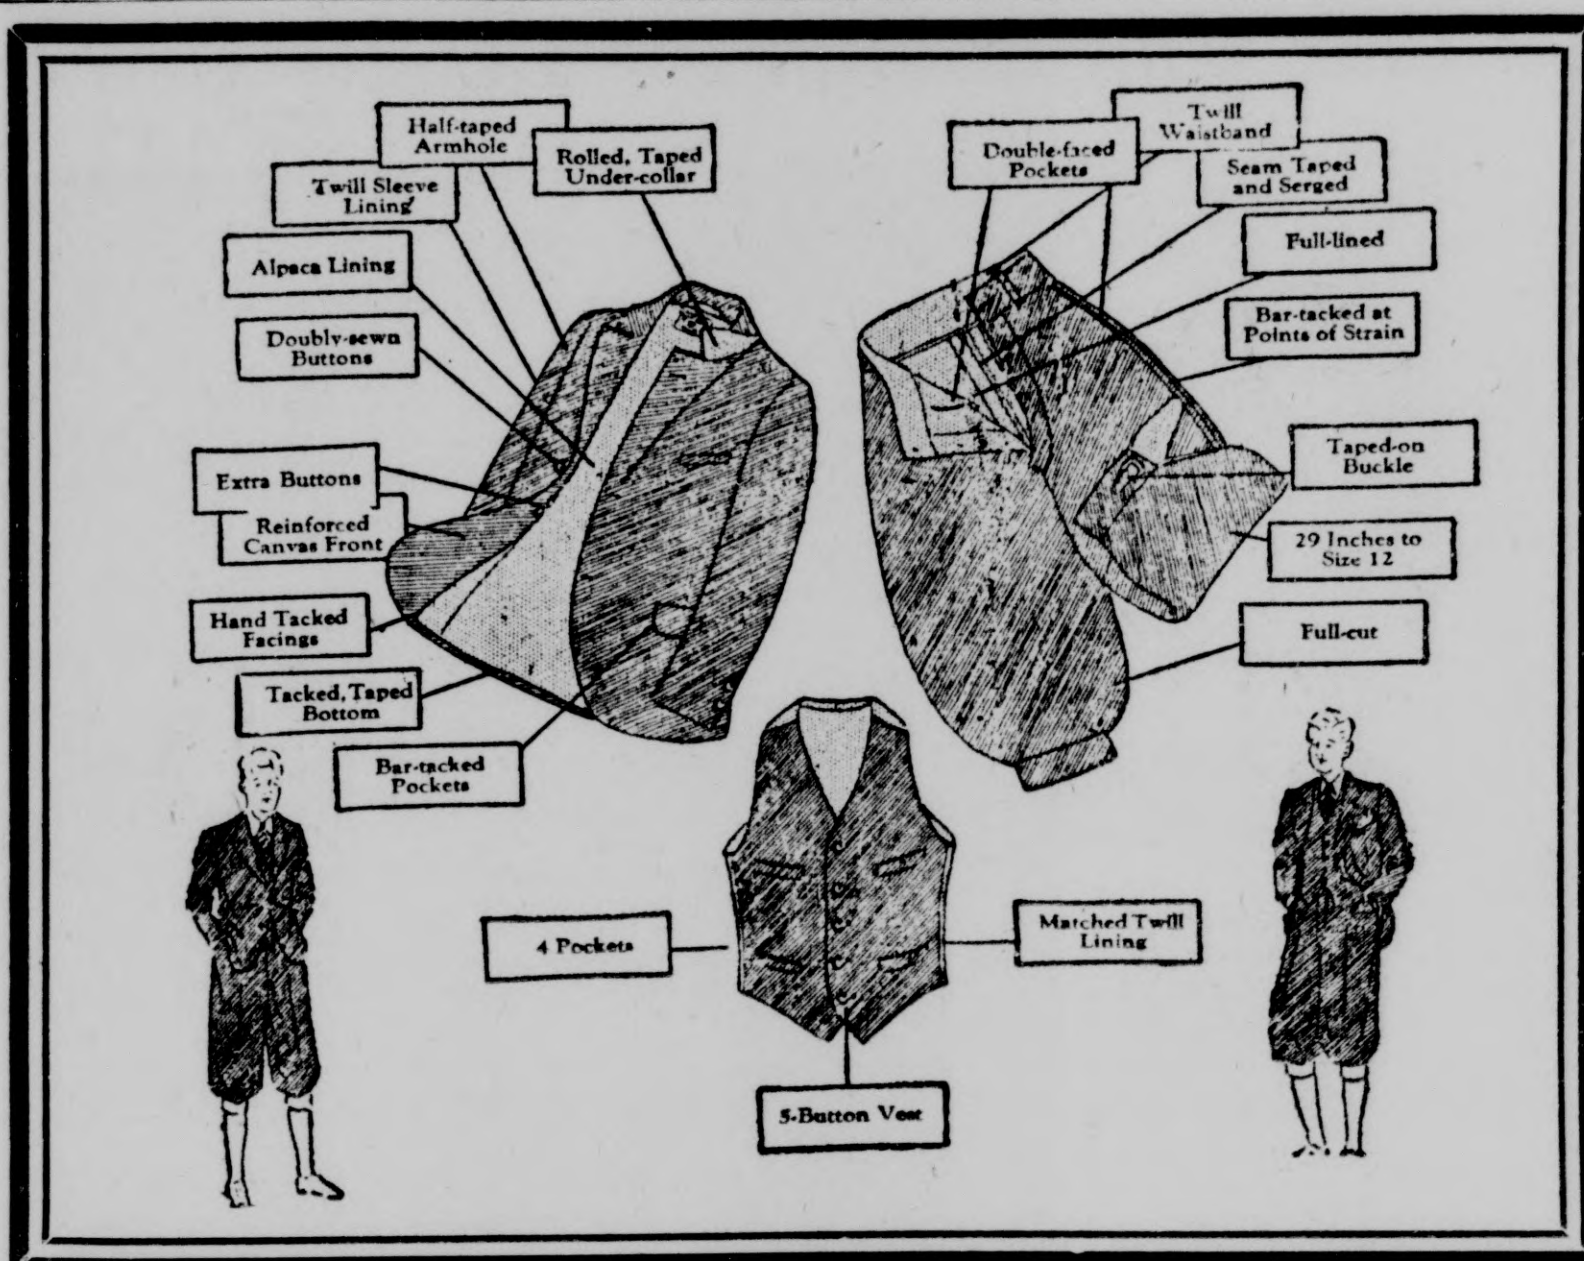 Half-taped
Armhole
Rolled, Taped
Under-collar
Twill Sleeve
Lining
Alpaca Lining
Doubly-sewn
Buttons
Extra Buttons
Reinforced
Canvas Front
Hand Tacked
Facings
Tacked, Taped
Bottom
Bar-tacked
Pockets
Twill
Waistband
Double-faced
Pockets
Seam Taped
and Serged
Full-lined
Bar-tacked at
Points of Strain
Taped-on
Buckle
29 Inches to
Size 12
Full-cut
4 Pockets
Matched Twill
Lining
5-Button Vest